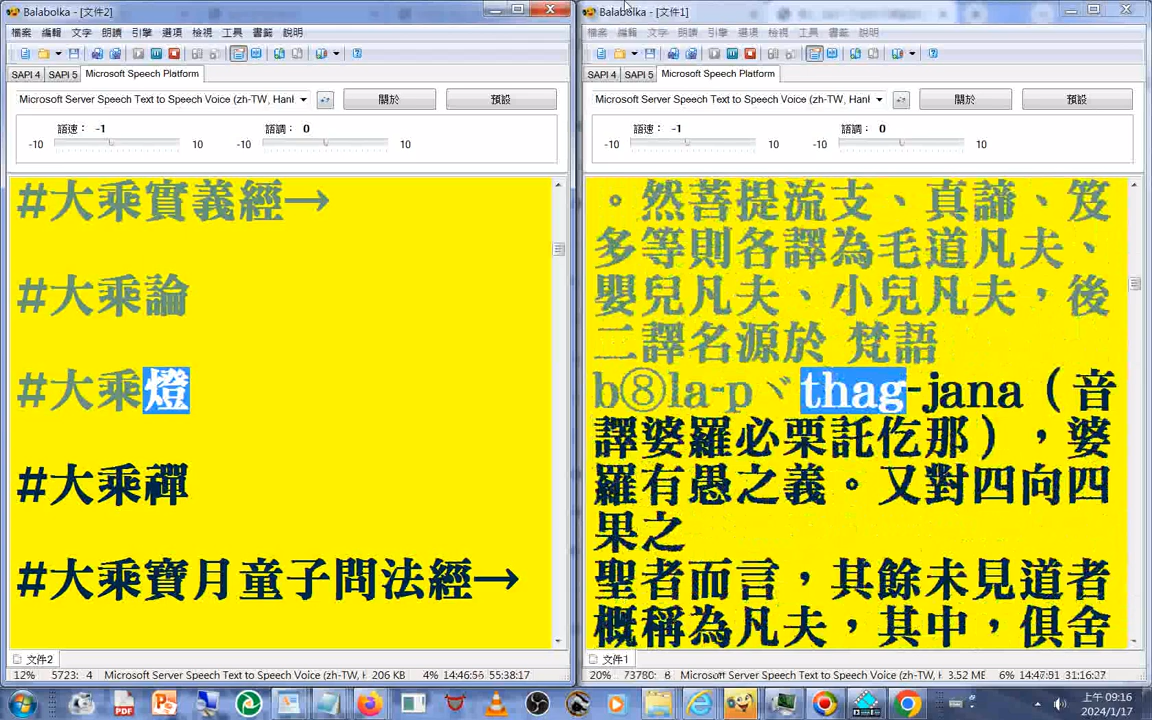 Balabolka - [文件2]
檔案 編輯 文字 朗讀 引擎 選項 檢視 工具 書籤 說明
SAPI 4 SAPI 5 Microsoft Speech Platform
Microsoft Server Speech Text to Speech Voice (zh-TW, Hanl
關於
預設
語速： -1 語調： 0
-10 10 -10 10
#大乘實義經→
#大乘論
#大乘燈
#大乘禪
#大乘寶月童子問法經→
文件2
12% 5723: 4 Microsoft Server Speech Text to Speech Voice (zh-TW, 206 KB 4% 14:46:56 55:38:17
Balabolka - [文件1]
檔案 編輯 文字 朗讀 引擎 選項 檢視 工具 書籤 說明
SAPI 4 SAPI 5 Microsoft Speech Platform
Microsoft Server Speech Text to Speech Voice (zh-TW, Hanl
關於
預設
語速： -1 語調： 0
-10 10 -10 10
。然菩提流支、真諦、笈
多等則各譯為毛道凡夫、
嬰兒凡夫、小兒凡夫，後
二譯名源於 梵語
b⑧la-pヾthag-jana（音
譯婆羅必栗託仡那），婆
羅有愚之義。又對四向四
果之
聖者而言，其餘未見道者
概稱為凡夫，其中，俱舍
文件1
20% 73780: 6 Microsoft Server Speech Text to Speech Voice (zh-TW, 3.52 MB 6% 14:47:91 31:16:37
上午 09:16
2024/1/17